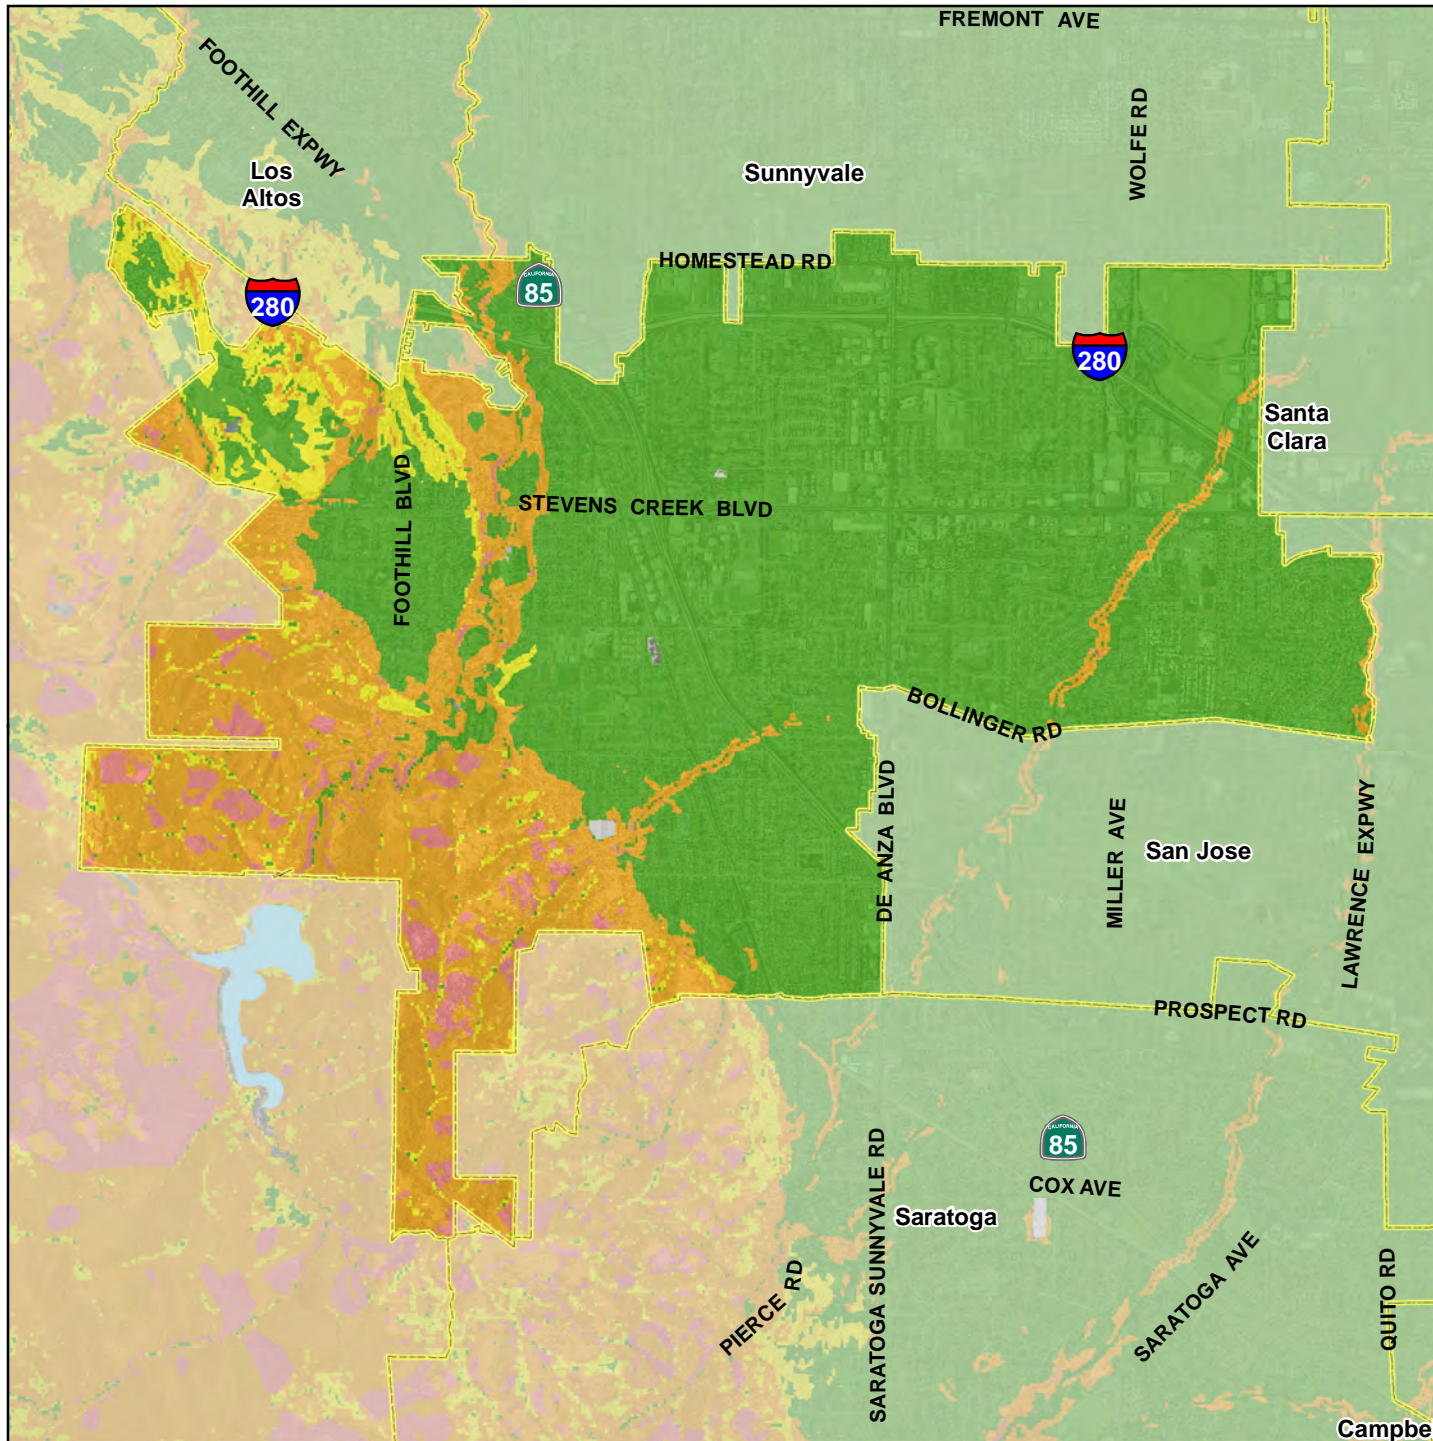 FREMONT AVE
FOOTHILL EXPWY
WOLFE RD
Los
Altos
Sunnyvale
HOMESTEAD RD
CALIFORNIA
85
280
280
Santa
Clara
FOOTHILL BLVD
STEVENS CREEK BLVD
BOLLINGER RD
DE ANZA BLVD
MILLER AVE
San Jose
LAWRENCE EXPWY
PROSPECT RD
CALIFORNIA
85
COX AVE
Saratoga
SARATOGA SUNNYVALE RD
PIERCE RD
SARATOGA AVE
QUITO RD
Campbe